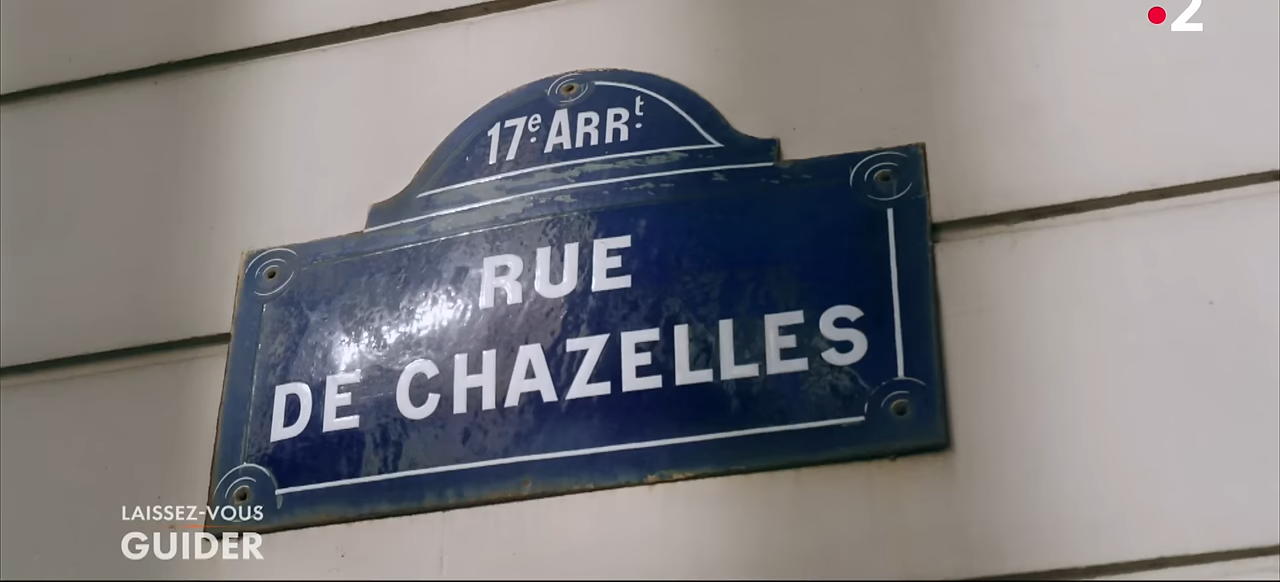 2
17e ARRt
RUE
DE CHAZELLES
LAISSEZ-VOUS
GUIDER